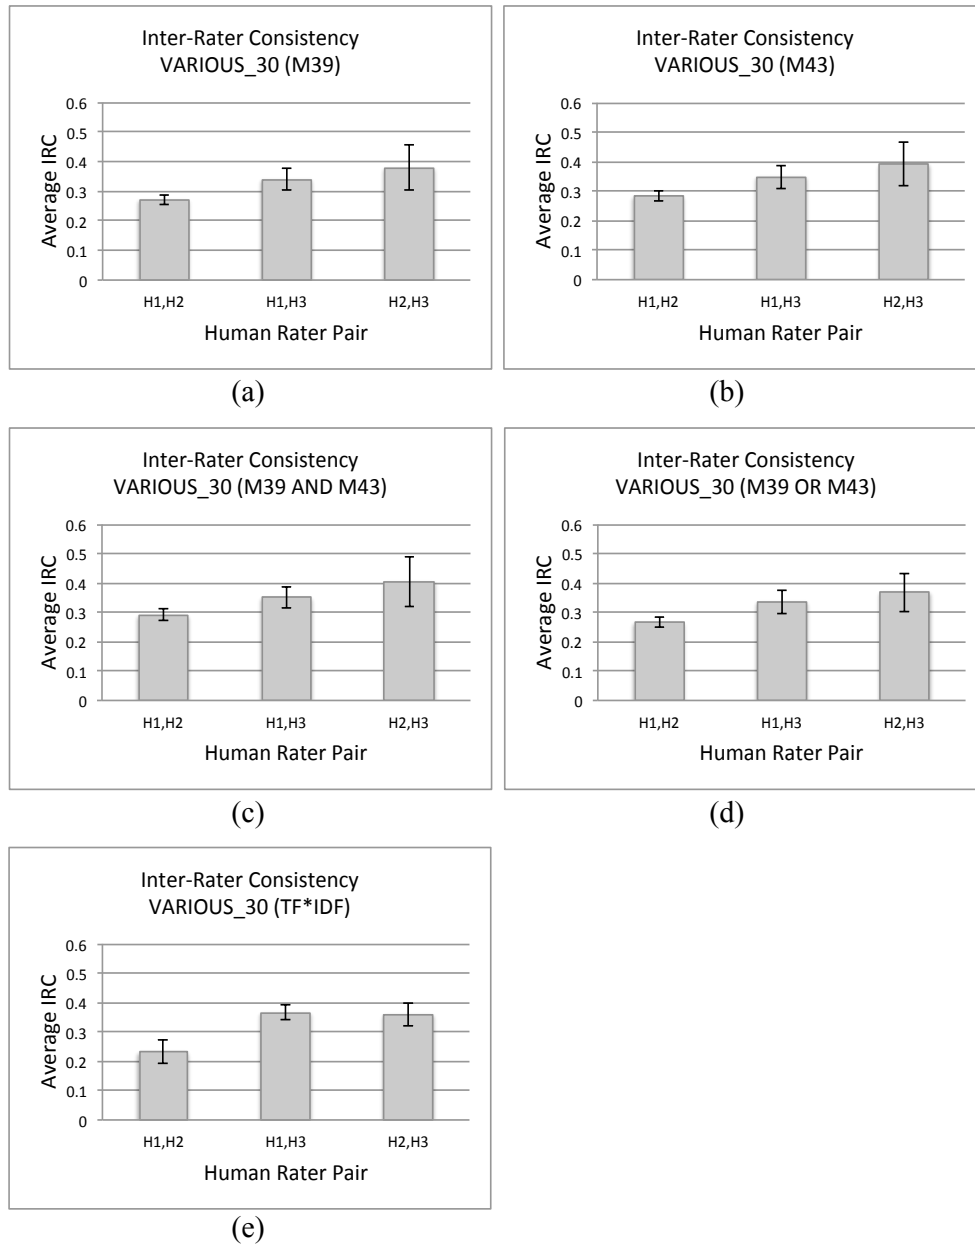 Inter-Rater Consistency
VARIOUS_30 (M39)
0.6
0.5
0.4
0.3
0.2
0.1
0
Average IRC
H1,H2 H1,H3 H2,H3
Human Rater Pair
(a)
Inter-Rater Consistency
VARIOUS_30 (M43)
0.6
0.5
0.4
0.3
0.2
0.1
0
Average IRC
H1,H2 H1,H3 H2,H3
Human Rater Pair
(b)
Inter-Rater Consistency
VARIOUS_30 (M39 AND M43)
0.6
0.5
0.4
0.3
0.2
0.1
0
Average IRC
H1,H2 H1,H3 H2,H3
Human Rater Pair
(c)
Inter-Rater Consistency
VARIOUS_30 (M39 OR M43)
0.6
0.5
0.4
0.3
0.2
0.1
0
Average IRC
H1,H2 H1,H3 H2,H3
Human Rater Pair
(d)
Inter-Rater Consistency
VARIOUS_30 (TF*IDF)
0.6
0.5
0.4
0.3
0.2
0.1
0
Average IRC
H1,H2 H1,H3 H2,H3
Human Rater Pair
(e)